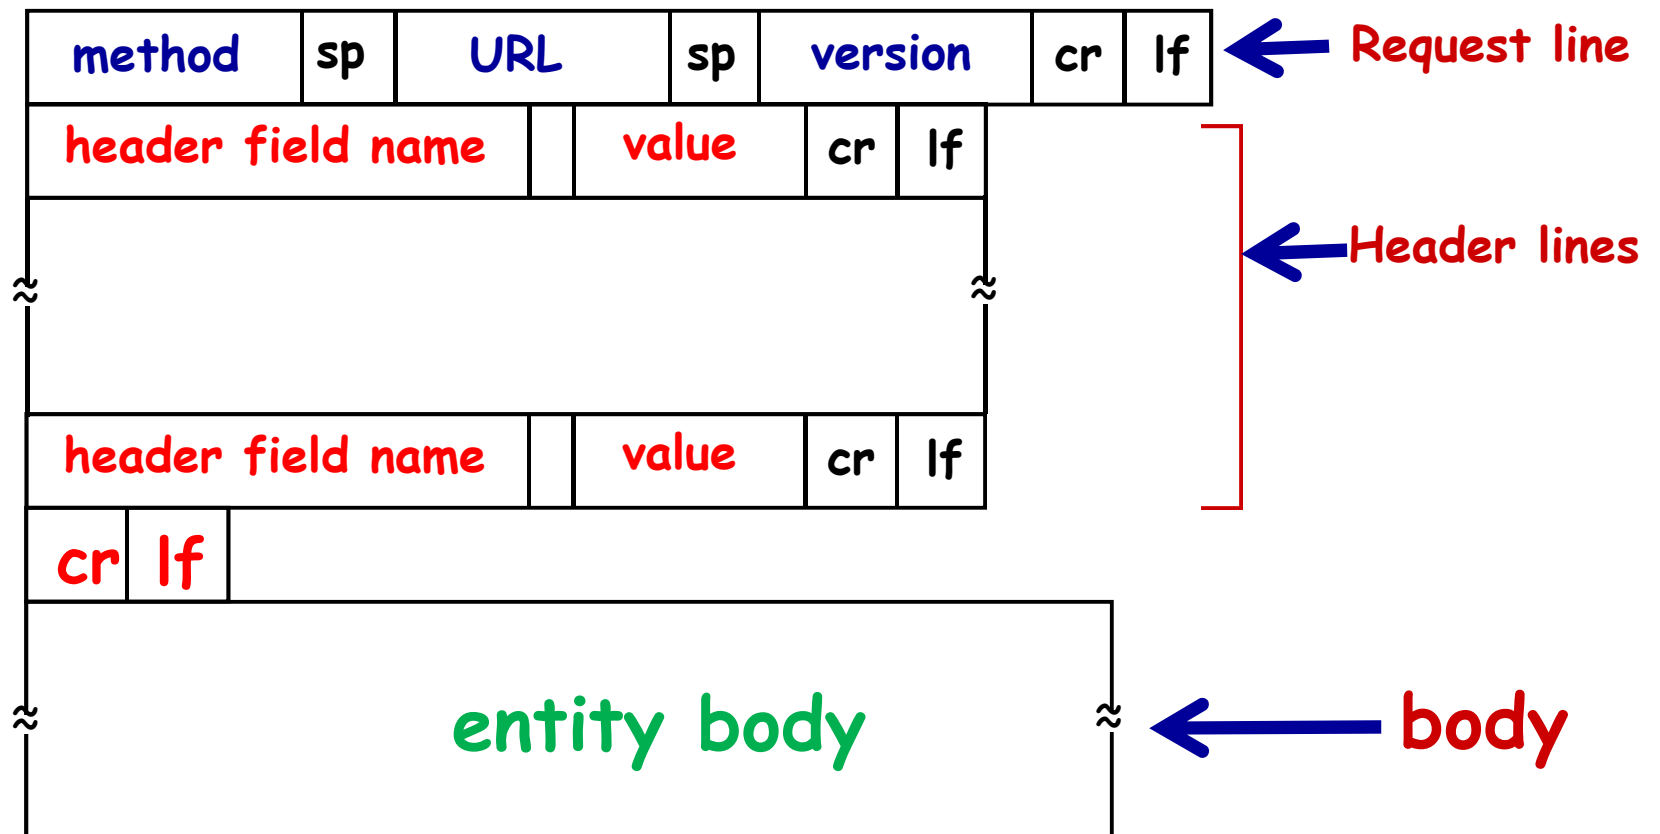 method sp URL sp version cr lf Request line
header field name value cr lf
Header lines
header field name value cr lf
cr lf
entity body body